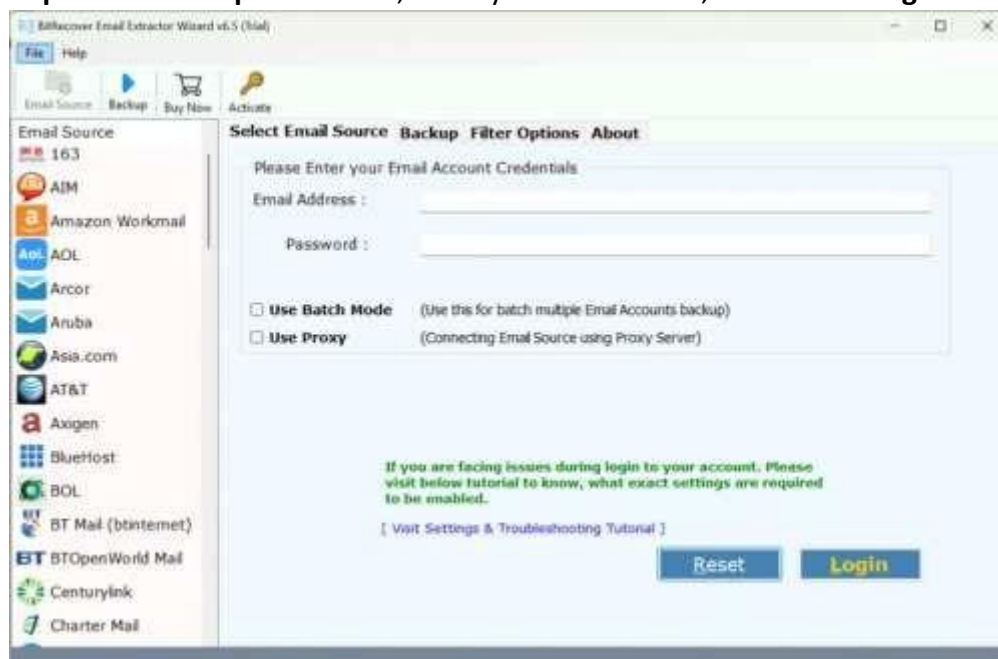 BitRecover Email Extractor Wizard v6.5 (Trial)
File Help
Email Source Backup Buy Now Activate
Email Source
163
AIM
Amazon Workmail
AOL
Arcor
Aruba
Asia.com
AT&T
Axigen
BlueHost
BOL
BT Mail (btinternet)
BTOpenWorld Mail
Centurylink
Charter Mail
Select Email Source Backup Filter Options About
Please Enter your Email Account Credentials
Email Address :
Password :
Use Batch Mode (Use this for batch multiple Email Accounts backup)
Use Proxy (Connecting Email Source using Proxy Server)
If you are facing issues during login to your account. Please
visit below tutorial to know, what exact settings are required
to be enabled.
[ Visit Settings & Troubleshooting Tutorial ]
Reset Login